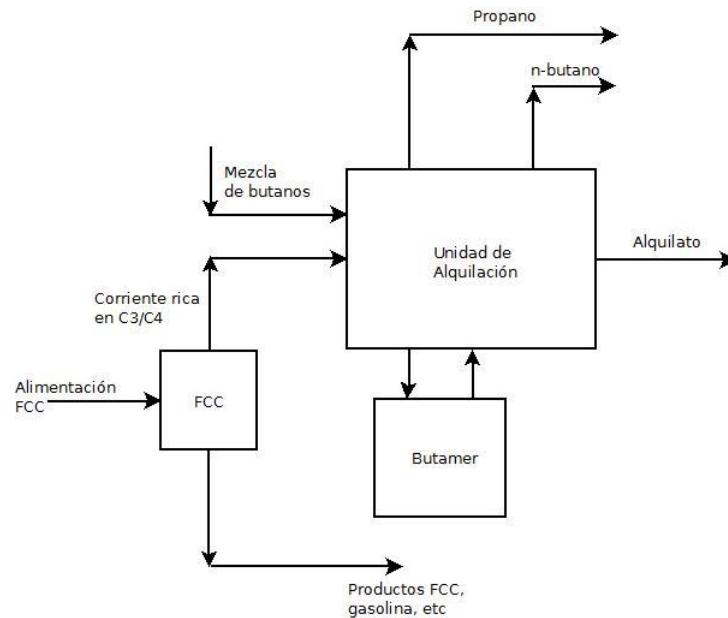 Propano
n-butano
Mezcla
de butanos
Unidad de
Alquilación
Alquilato
Corriente rica
en C3/C4
Alimentación
FCC
FCC
Butamer
Productos FCC,
gasolina, etc